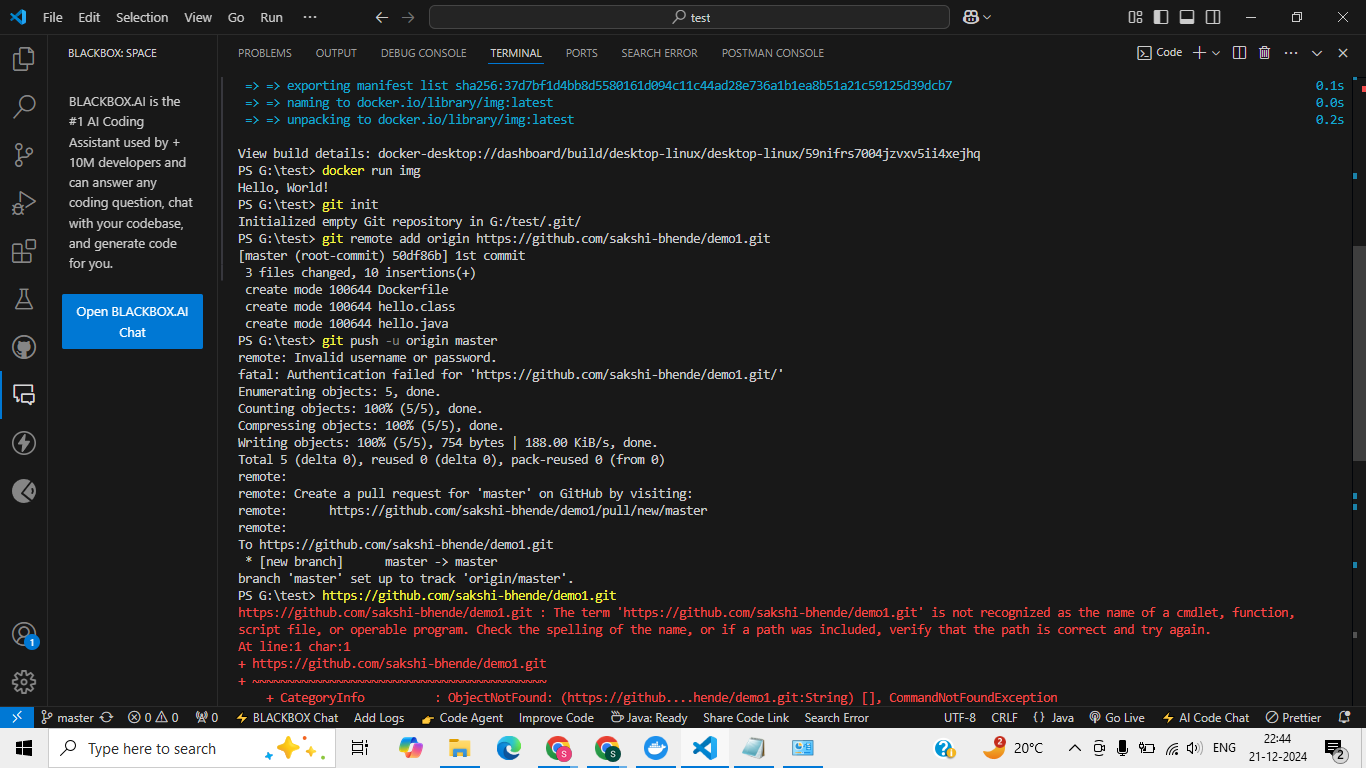 File Edit Selection View Go Run ··· test
BLACKBOX: SPACE
PROBLEMS OUTPUT DEBUG CONSOLE TERMINAL PORTS SEARCH ERROR POSTMAN CONSOLE Code
BLACKBOX.AI is the
#1 AI Coding
Assistant used by +
10M developers and
can answer any
coding question, chat
with your codebase,
and generate code
for you.
Open BLACKBOX.AI
Chat
=> => exporting manifest list sha256:37d7bf1d4bb8d5580161d094c11c44ad28e736a1b1ea8b51a21c59125d39dcb7 0.1s
=> => naming to docker.io/library/img:latest 0.0s
=> => unpacking to docker.io/library/img:latest 0.2s
View build details: docker-desktop://dashboard/build/desktop-linux/desktop-linux/59nifrs7004jzvxv5ii4xejhq
PS G:\test> docker run img
Hello, World!
PS G:\test> git init
Initialized empty Git repository in G:/test/.git/
PS G:\test> git remote add origin https://github.com/sakshi-bhende/demo1.git
[master (root-commit) 50df86b] 1st commit
3 files changed, 10 insertions(+)
create mode 100644 Dockerfile
create mode 100644 hello.class
create mode 100644 hello.java
PS G:\test> git push -u origin master
remote: Invalid username or password.
fatal: Authentication failed for 'https://github.com/sakshi-bhende/demo1.git/'
Enumerating objects: 5, done.
Counting objects: 100% (5/5), done.
Compressing objects: 100% (5/5), done.
Writing objects: 100% (5/5), 754 bytes | 188.00 KiB/s, done.
Total 5 (delta 0), reused 0 (delta 0), pack-reused 0 (from 0)
remote:
remote: Create a pull request for 'master' on GitHub by visiting:
remote: https://github.com/sakshi-bhende/demo1/pull/new/master
remote:
To https://github.com/sakshi-bhende/demo1.git
* [new branch] master -> master
branch 'master' set up to track 'origin/master'.
PS G:\test> https://github.com/sakshi-bhende/demo1.git
https://github.com/sakshi-bhende/demo1.git : The term 'https://github.com/sakshi-bhende/demo1.git' is not recognized as the name of a cmdlet, function,
script file, or operable program. Check the spelling of the name, or if a path was included, verify that the path is correct and try again.
At line:1 char:1
+ https://github.com/sakshi-bhende/demo1.git
+ ~~~~~~~~~~~~~~~~~~~~~~~~~~~~~~~~~~~~~~~~~~
+ CategoryInfo : ObjectNotFound: (https://github....hende/demo1.git:String) [], CommandNotFoundException
1
master 0 0 0 BLACKBOX Chat Add Logs Code Agent Improve Code Java: Ready Share Code Link Search Error UTF-8 CRLF {} Java Go Live AI Code Chat Prettier
Type here to search S S 2 20°C ENG 22:44
21-12-2024 2